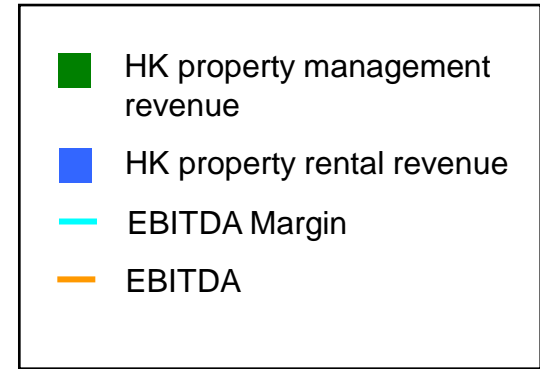 HK property management
revenue
HK property rental revenue
EBITDA Margin
EBITDA